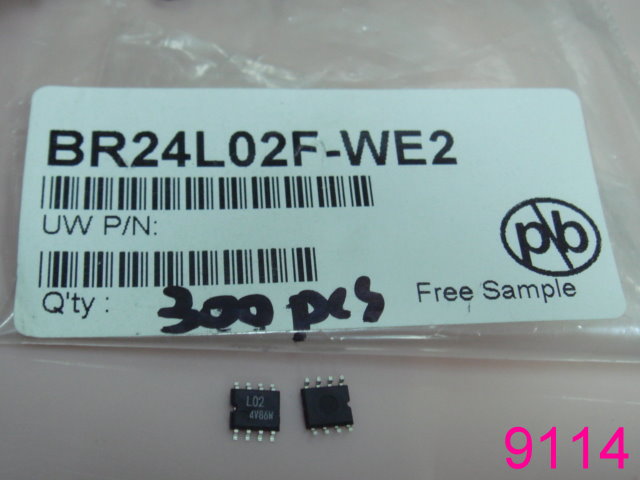 BR24L02F-WE2
UW P/N:
pb
Q'ty : 300 pcs
Free Sample
L02
4V86W
9114